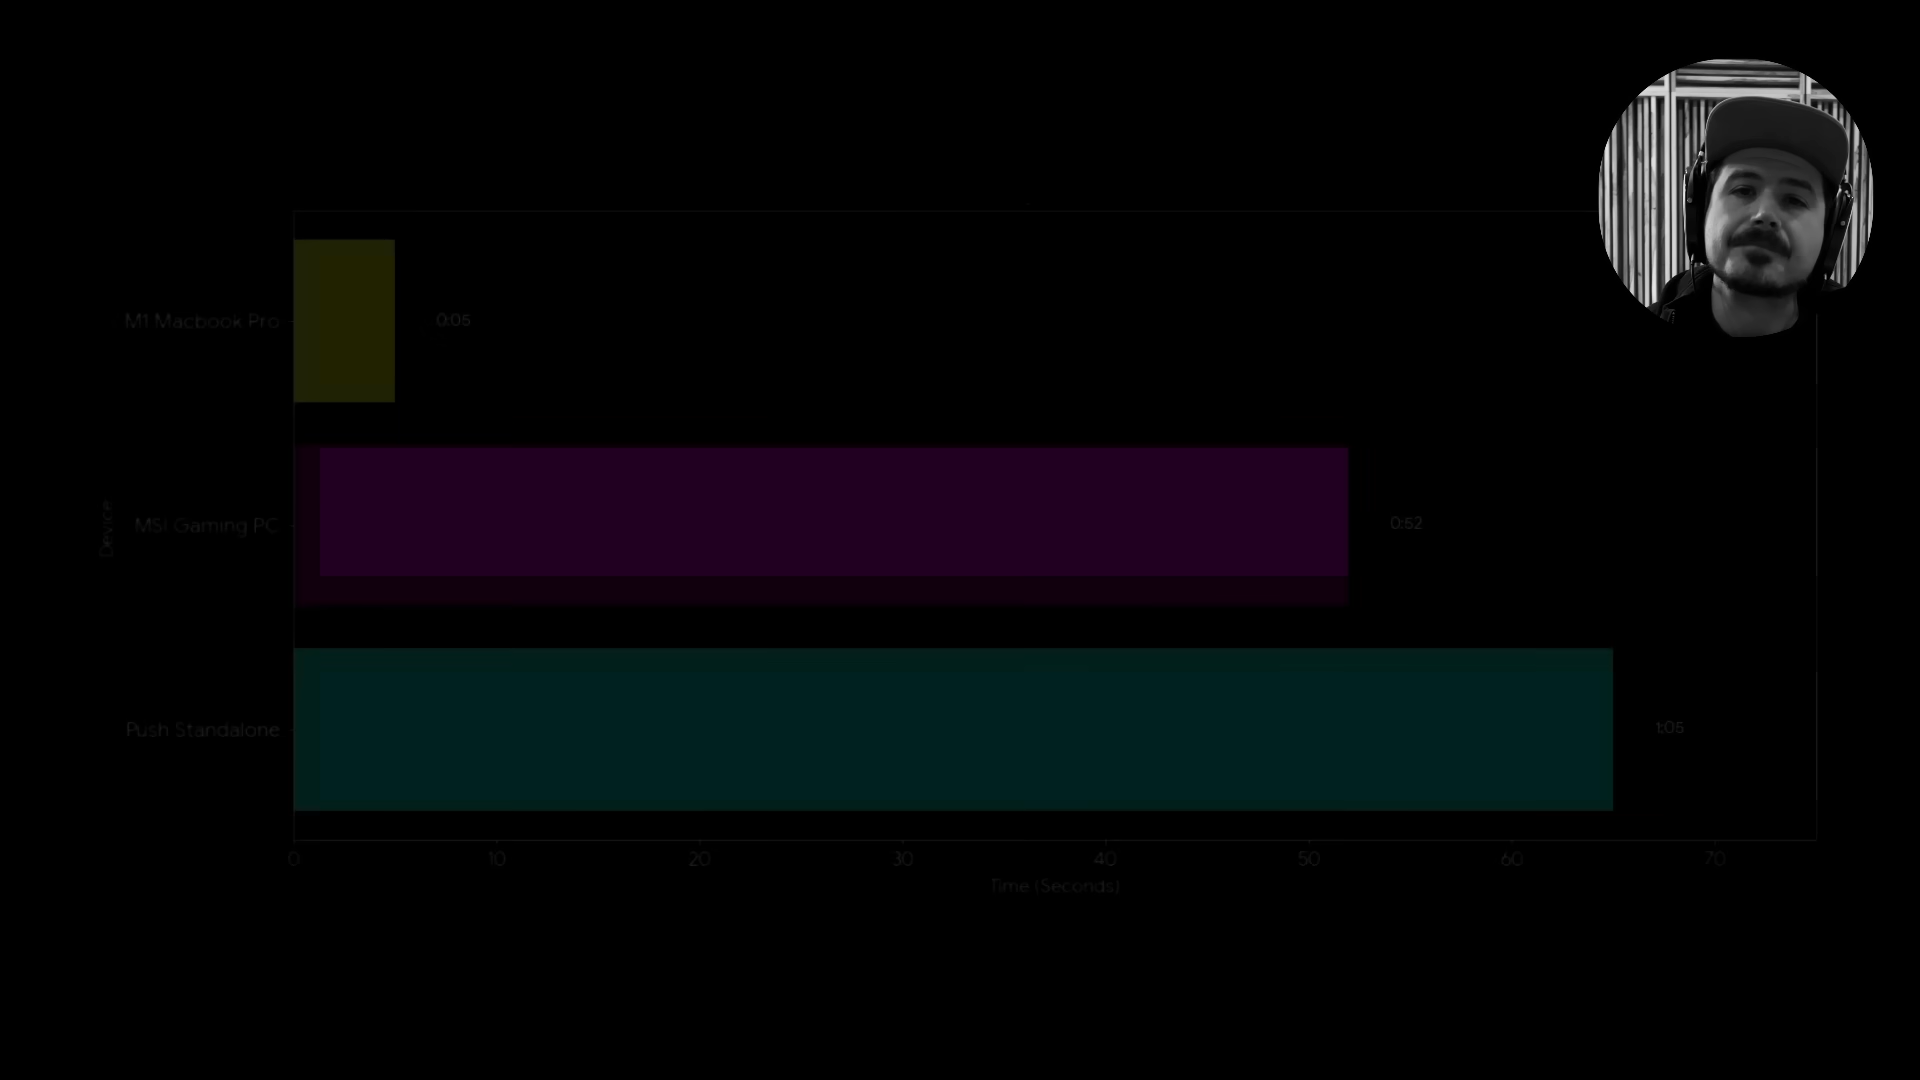 M1 Macbook Pro
0:05
Device
MSI Gaming PC
0:52
Push Standalone
1:05
0 10 20 30 40 50 60 70
Time (Seconds)